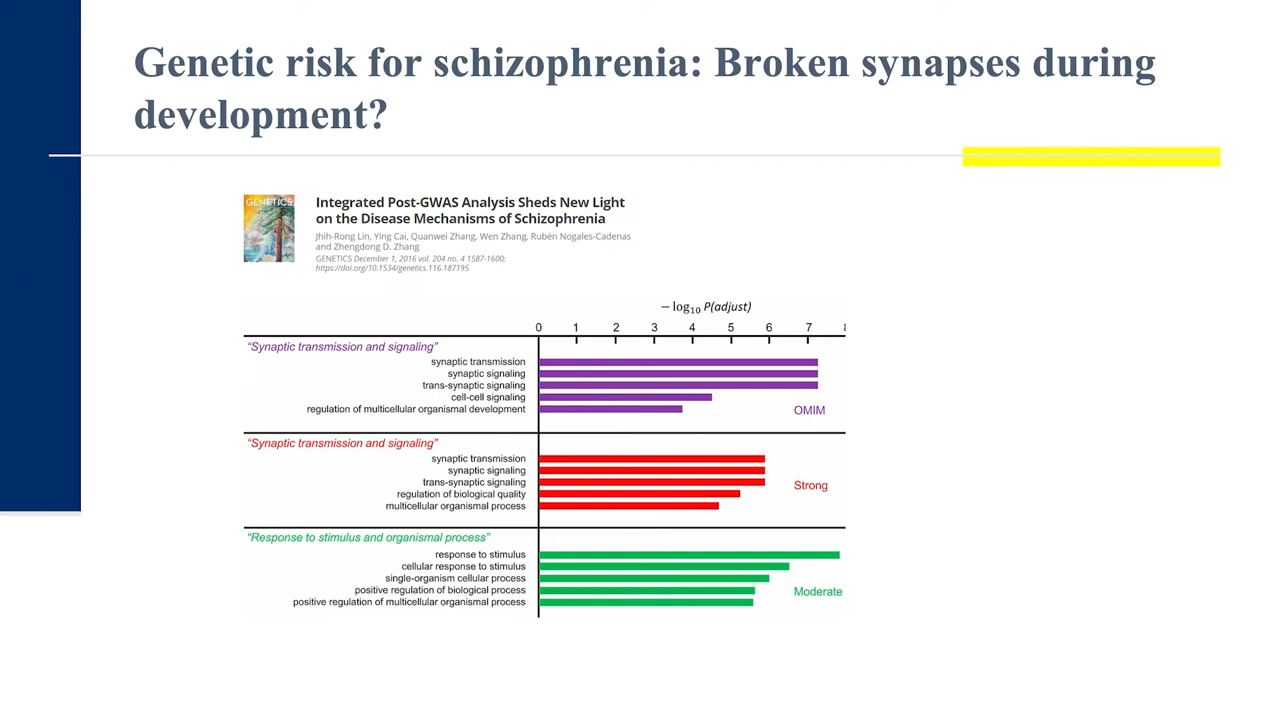 Genetic risk for schizophrenia: Broken synapses during
development?
GENETICS
Integrated Post-GWAS Analysis Sheds New Light
on the Disease Mechanisms of Schizophrenia
Jhih-Rong Lin, Ying Cai, Quanwei Zhang, Wen Zhang, Rubén Nogales-Cadenas
and Zhengdong D. Zhang
GENETICS December 1, 2016 vol. 204 no. 4 1587-1600;
https://doi.org/10.1534/genetics.116.187195
− log₁₀ P(adjust)
0 1 2 3 4 5 6 7
“Synaptic transmission and signaling”
synaptic transmission
synaptic signaling
trans-synaptic signaling
cell-cell signaling
regulation of multicellular organismal development
OMIM
“Synaptic transmission and signaling”
synaptic transmission
synaptic signaling
trans-synaptic signaling
regulation of biological quality
multicellular organismal process
Strong
“Response to stimulus and organismal process”
response to stimulus
cellular response to stimulus
single-organism cellular process
positive regulation of biological process
positive regulation of multicellular organismal process
Moderate